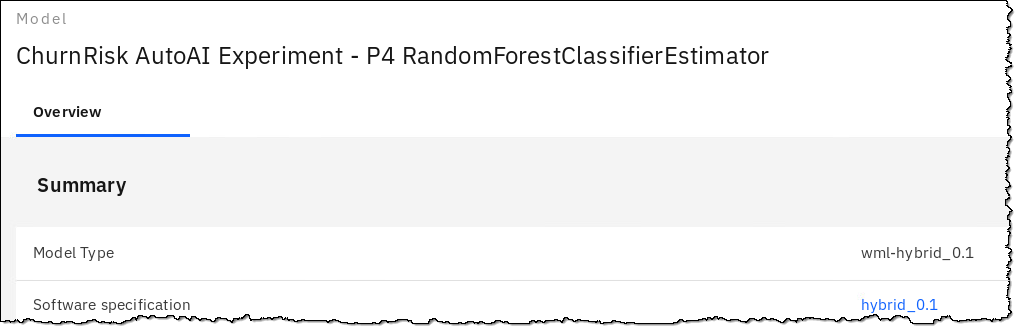 Model
ChurnRisk AutoAI Experiment - P4 RandomForestClassifierEstimator
Overview
Summary
Model Type wml-hybrid_0.1
Software specification hybrid_0.1